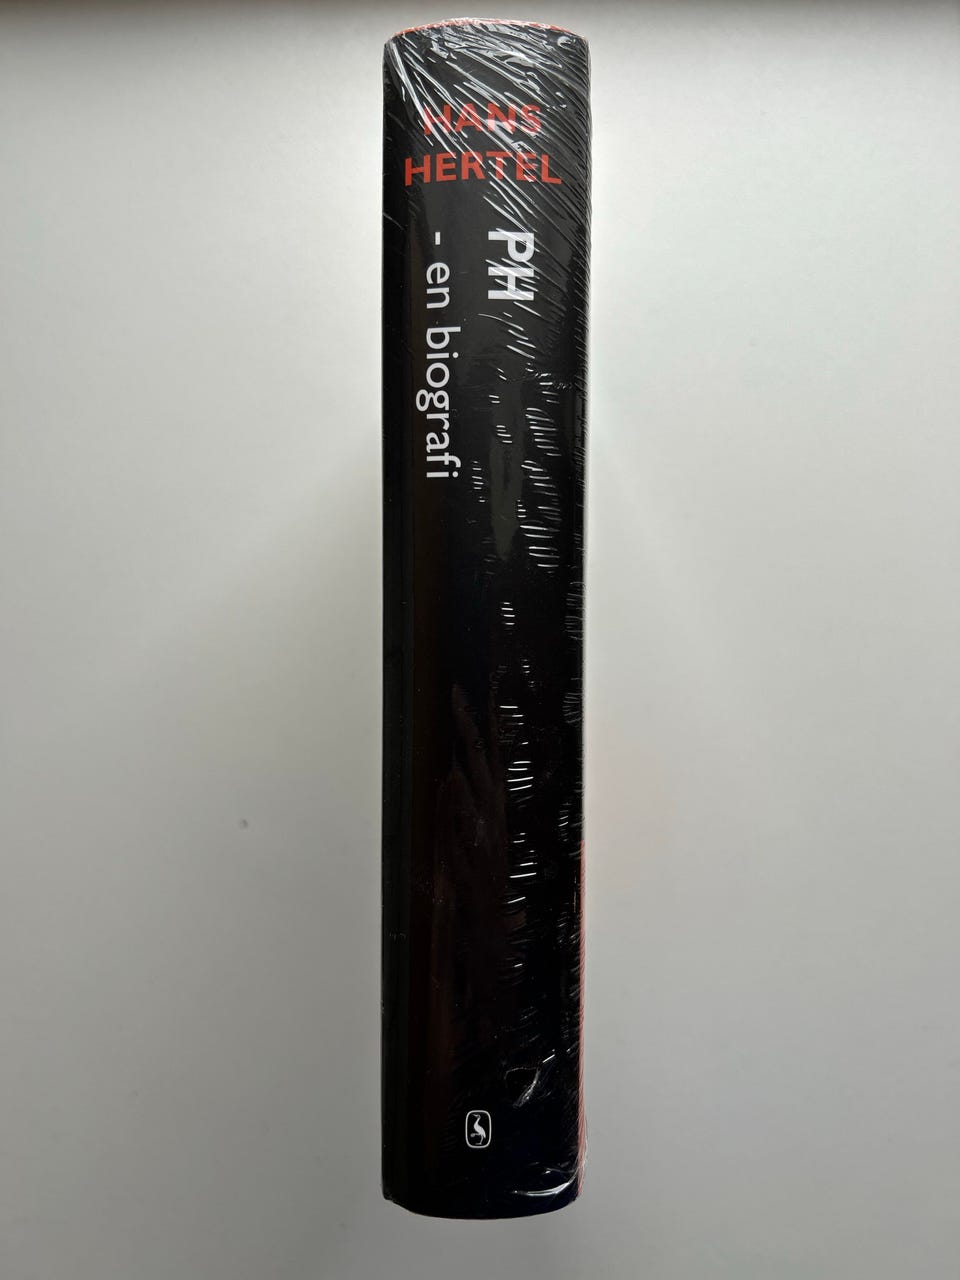 HANS
HERTEL
PH
- en biografi